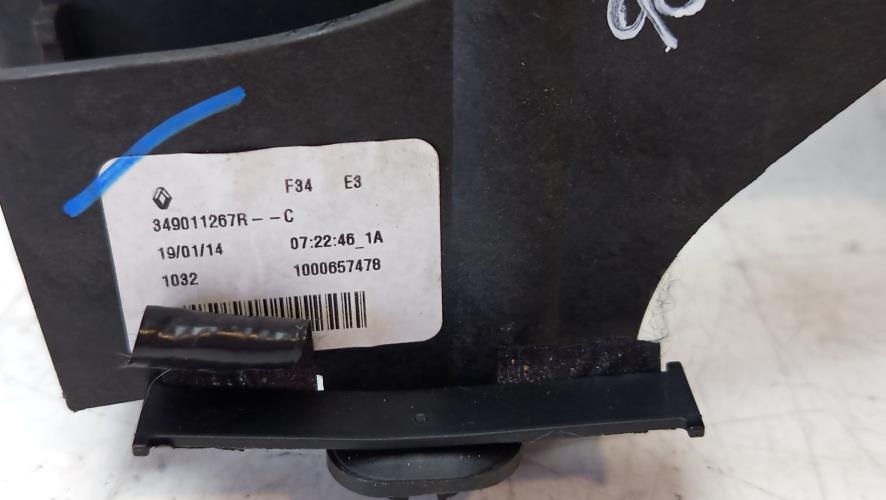 F34 E3
349011267R--C
19/01/14 07:22:46_1A
1032 1000657478